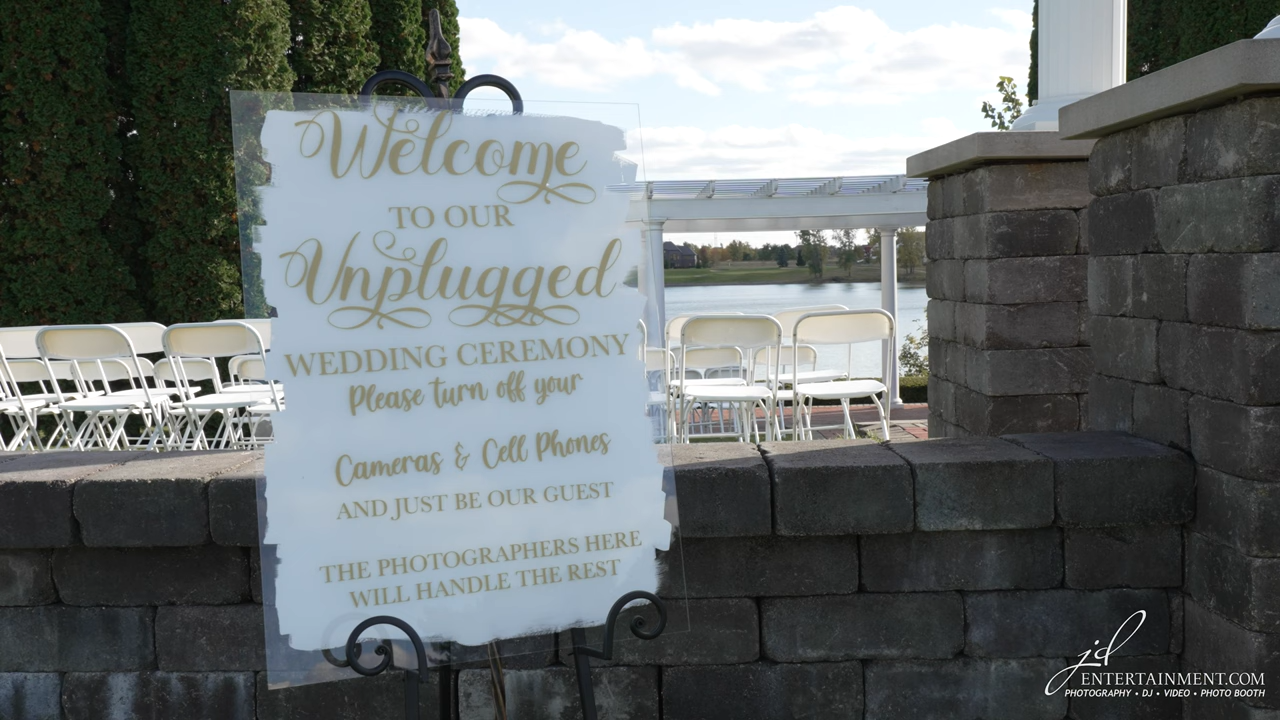 Welcome
TO OUR
Unplugged
WEDDING CEREMONY
Please turn off your
Cameras & Cell Phones
AND JUST BE OUR GUEST
THE PHOTOGRAPHERS HERE
WILL HANDLE THE REST
jd
ENTERTAINMENT.COM
PHOTOGRAPHY • DJ • VIDEO • PHOTO BOOTH